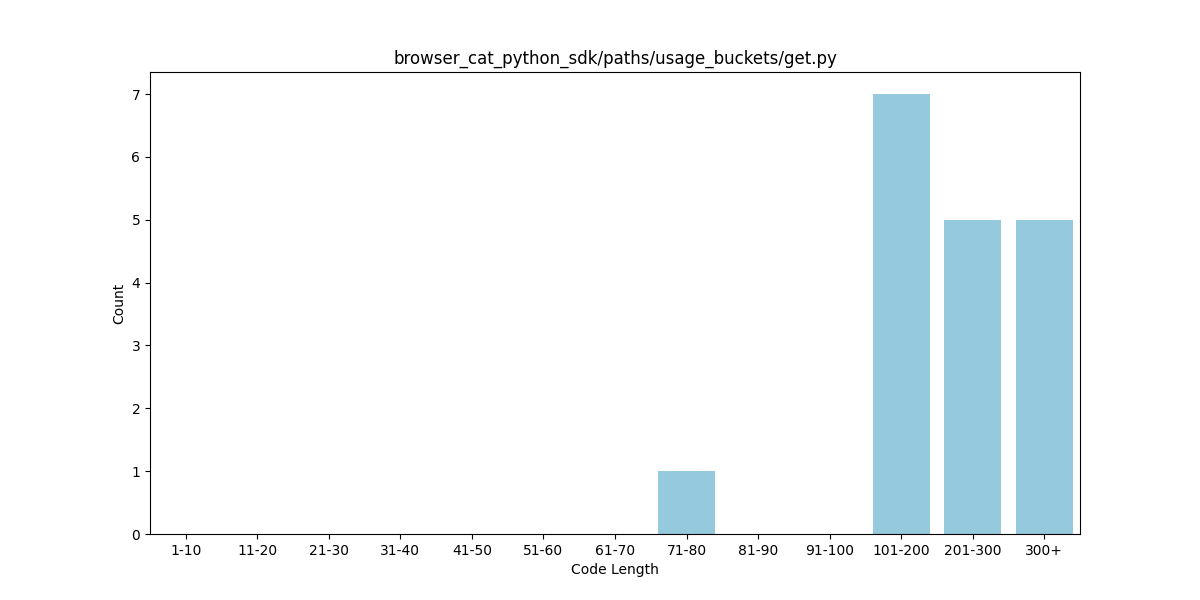 browser_cat_python_sdk/paths/usage_buckets/get.py
7
6
5
4
3
2
1
0
Count
1-10 11-20 21-30 31-40 41-50 51-60 61-70 71-80 81-90 91-100 101-200 201-300 300+
Code Length